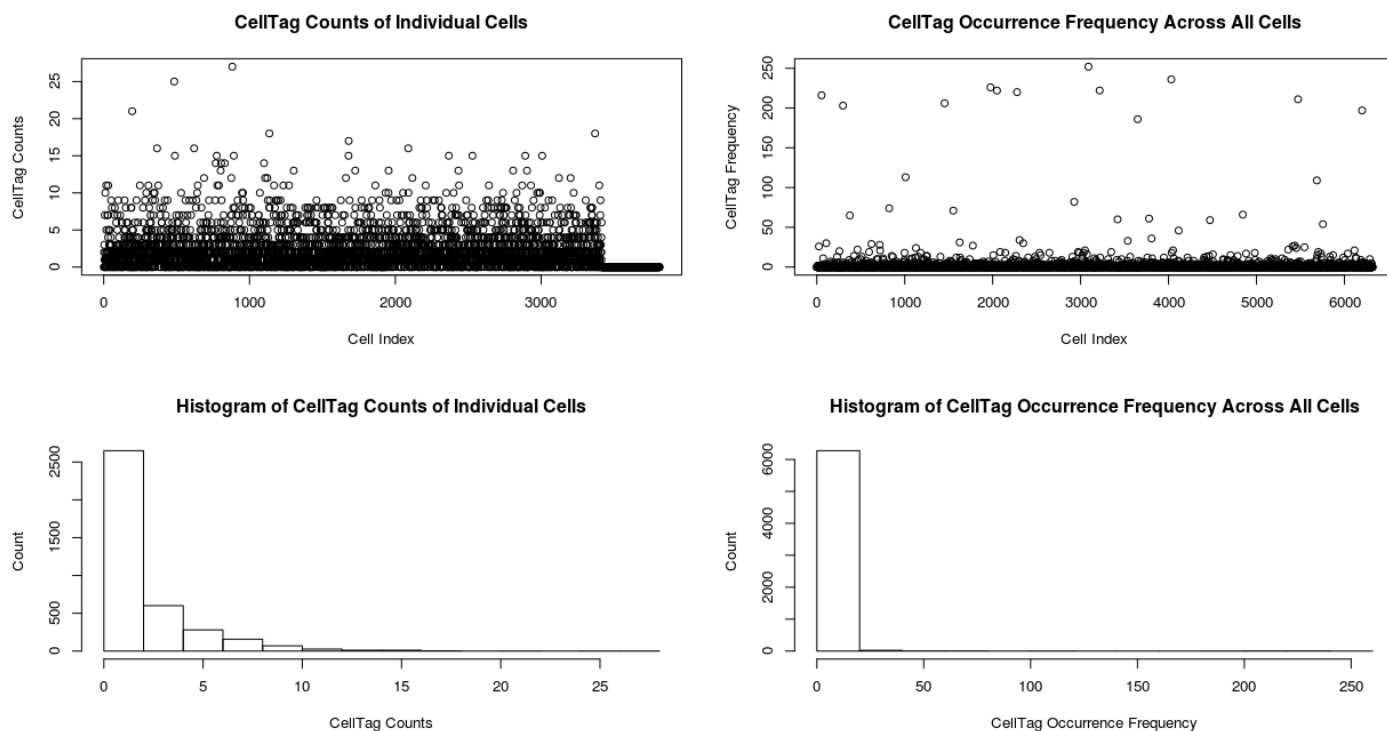 CellTag Counts of Individual Cells
CellTag Counts
25
20
15
10
5
0
0 1000 2000 3000
Cell Index
CellTag Occurrence Frequency Across All Cells
CellTag Frequency
250
200
150
100
50
0
0 1000 2000 3000 4000 5000 6000
Cell Index
Histogram of CellTag Counts of Individual Cells
Count
2500
1500
500
0
0 5 10 15 20 25
CellTag Counts
Histogram of CellTag Occurrence Frequency Across All Cells
Count
6000
4000
2000
0
0 50 100 150 200 250
CellTag Occurrence Frequency